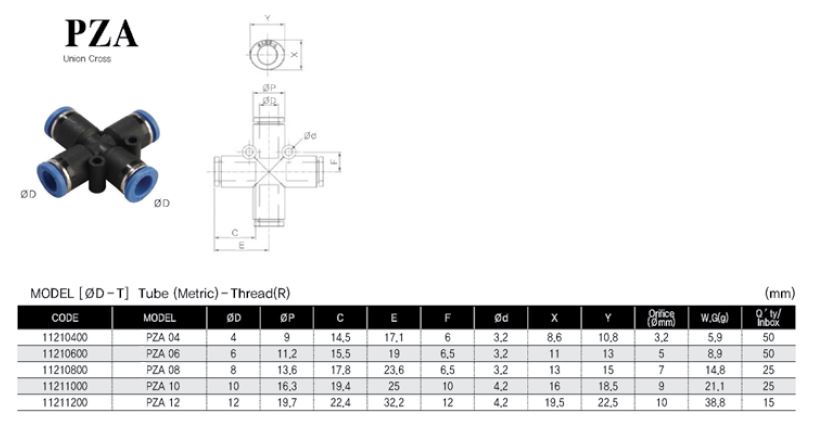 PZA
Union Cross
Y
X
ØP
ØD
Ød
F
ØD
ØD
C
E
MODEL [ØD-T] Tube (Metric)-Thread(R) (mm)
CODE MODEL ØD ØP C E F Ød X Y Orifice (Ømm) W.G(g) Q'ty/ Inbox
11210400 PZA 04 4 9 14,5 17,1 6 3,2 8,6 10,8 3,2 5,9 50
11210600 PZA 06 6 11,2 15,5 19 6,5 3,2 11 13 5 8,9 50
11210800 PZA 08 8 13,6 17,8 23,6 6,5 3,2 13 15 7 14,8 25
11211000 PZA 10 10 16,3 19,4 25 10 4,2 16 18,5 9 21,1 25
11211200 PZA 12 12 19,7 22,4 32,2 12 4,2 19,5 22,5 10 38,8 15